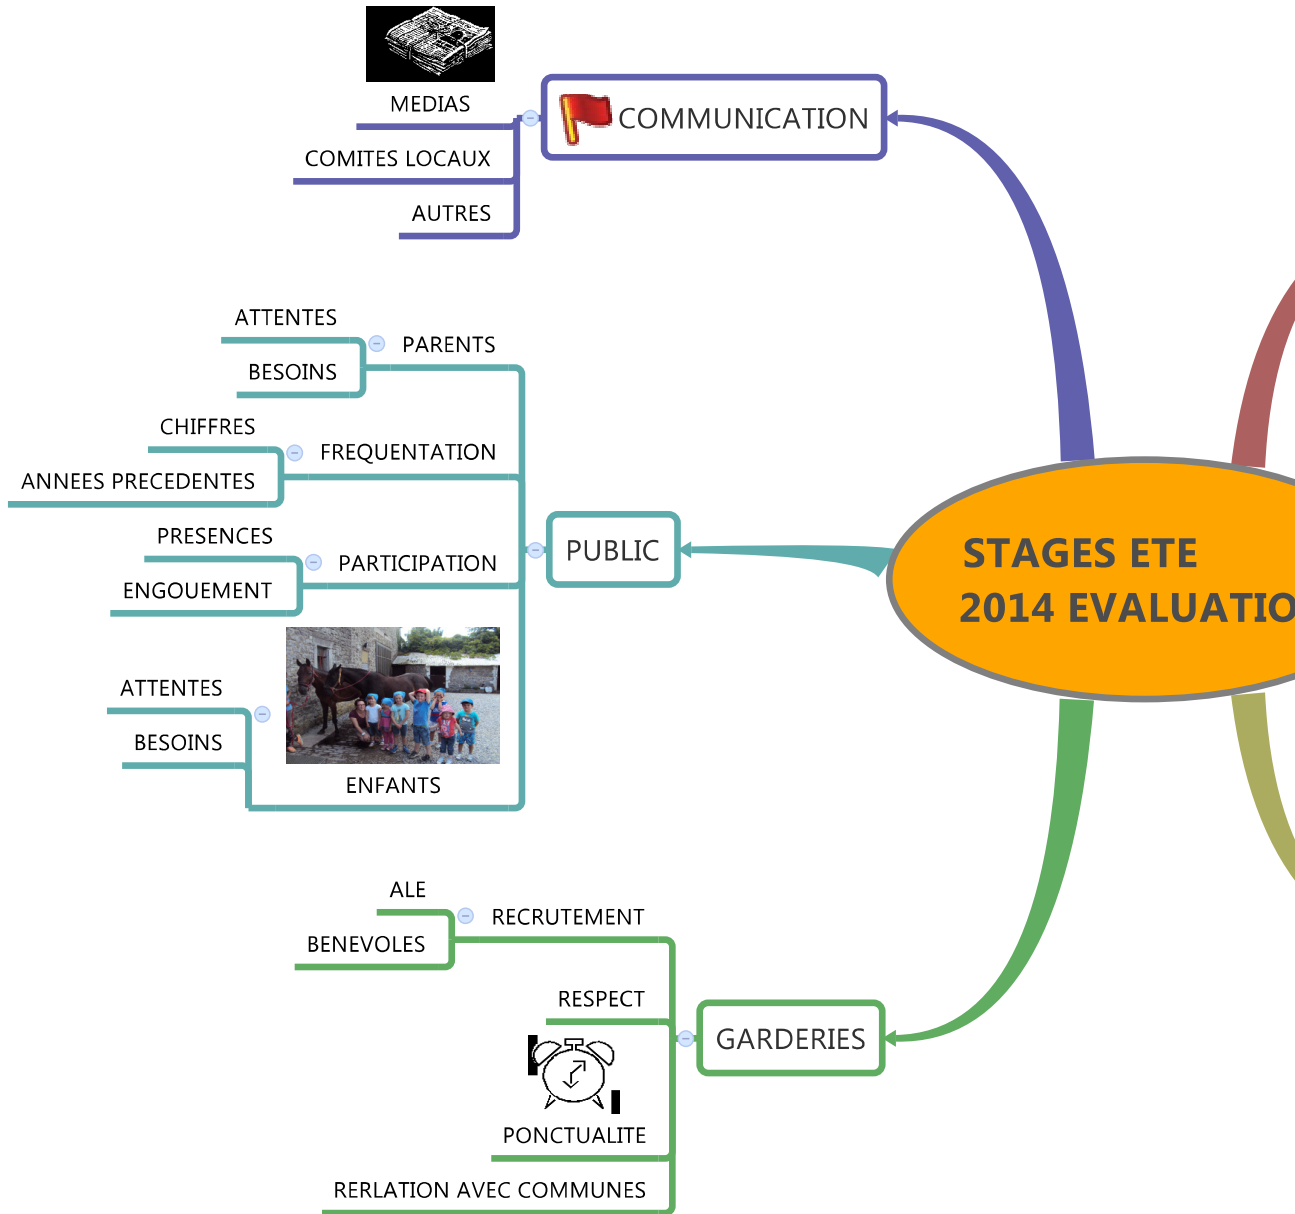 MEDIAS
COMMUNICATION
COMITES LOCAUX
AUTRES
ATTENTES
PARENTS
BESOINS
CHIFFRES
FREQUENTATION
ANNEES PRECEDENTES
PRESENCES
PARTICIPATION
ENGOUEMENT
PUBLIC
STAGES ETE
2014 EVALUATIO
ATTENTES
BESOINS
ENFANTS
ALE
RECRUTEMENT
BENEVOLES
RESPECT
GARDERIES
PONCTUALITE
RERLATION AVEC COMMUNES